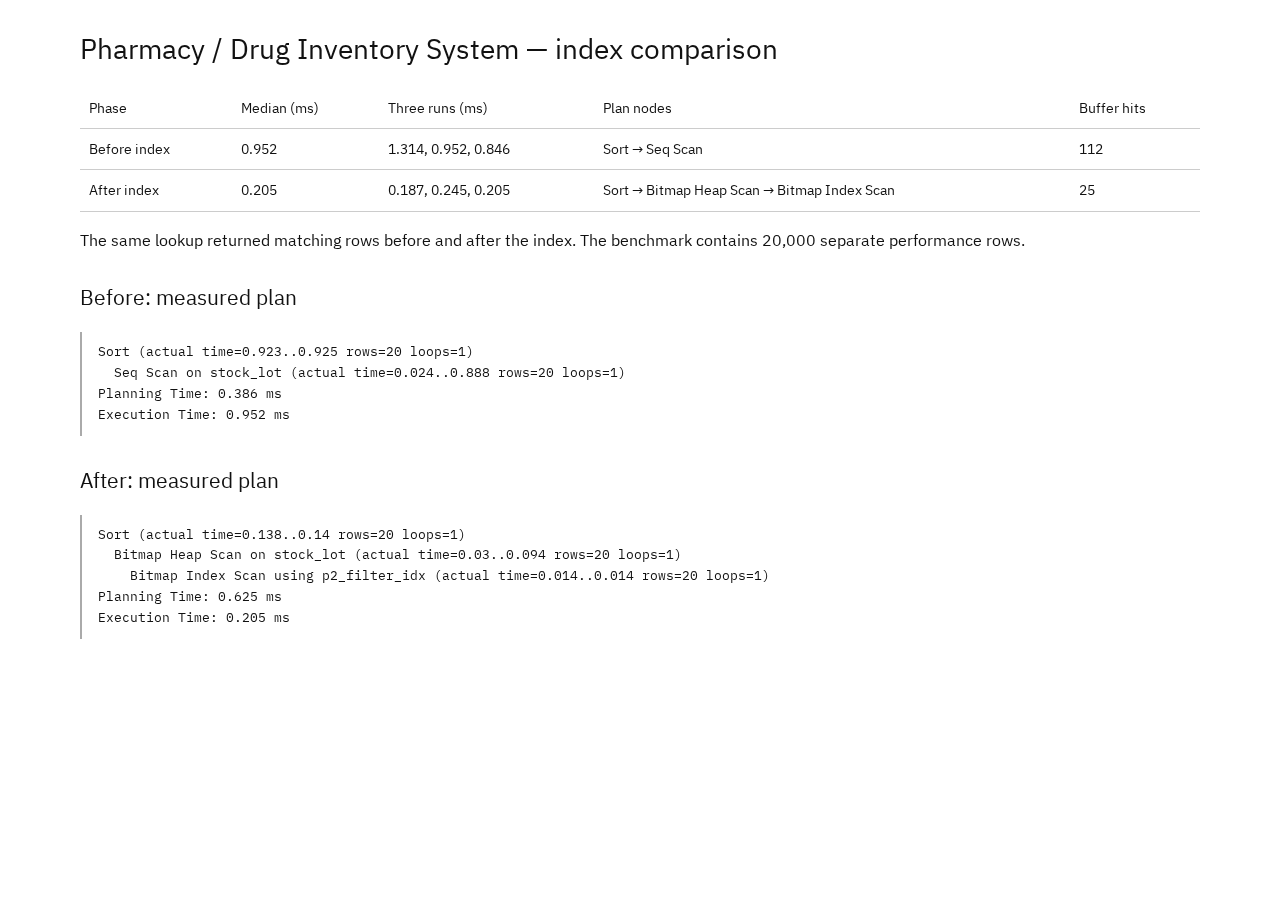 Pharmacy / Drug Inventory System — index comparison
Phase Median (ms) Three runs (ms) Plan nodes Buffer hits
Before index 0.952 1.314, 0.952, 0.846 Sort → Seq Scan 112
After index 0.205 0.187, 0.245, 0.205 Sort → Bitmap Heap Scan → Bitmap Index Scan 25
The same lookup returned matching rows before and after the index. The benchmark contains 20,000 separate performance rows.
Before: measured plan
Sort (actual time=0.923..0.925 rows=20 loops=1)
  Seq Scan on stock_lot (actual time=0.024..0.888 rows=20 loops=1)
Planning Time: 0.386 ms
Execution Time: 0.952 ms
After: measured plan
Sort (actual time=0.138..0.14 rows=20 loops=1)
  Bitmap Heap Scan on stock_lot (actual time=0.03..0.094 rows=20 loops=1)
    Bitmap Index Scan using p2_filter_idx (actual time=0.014..0.014 rows=20 loops=1)
Planning Time: 0.625 ms
Execution Time: 0.205 ms